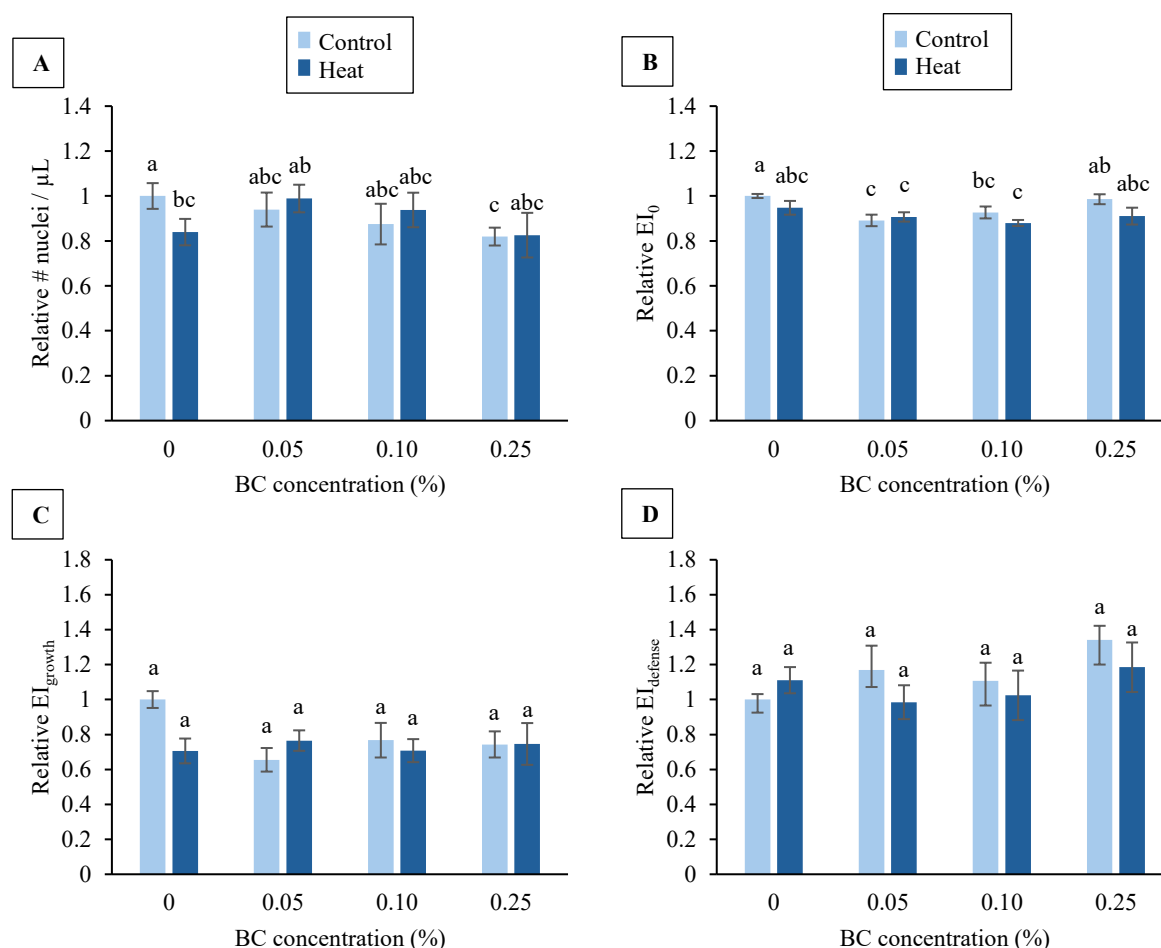 A
Control
Heat
Relative # nuclei / µL
1.4
1.2
1
0.8
0.6
0.4
0.2
0
a
bc
abc
ab
abc
abc
c
abc
0
0.05
0.10
0.25
BC concentration (%)
B
Control
Heat
Relative EI0
1.4
1.2
1
0.8
0.6
0.4
0.2
0
a
abc
c
c
bc
c
ab
abc
0
0.05
0.10
0.25
BC concentration (%)
C
Relative EIgrowth
1.8
1.6
1.4
1.2
1
0.8
0.6
0.4
0.2
0
a
a
a
a
a
a
a
a
0
0.05
0.10
0.25
BC concentration (%)
D
Relative EIdefense
1.8
1.6
1.4
1.2
1
0.8
0.6
0.4
0.2
0
a
a
a
a
a
a
a
a
0
0.05
0.10
0.25
BC concentration (%)